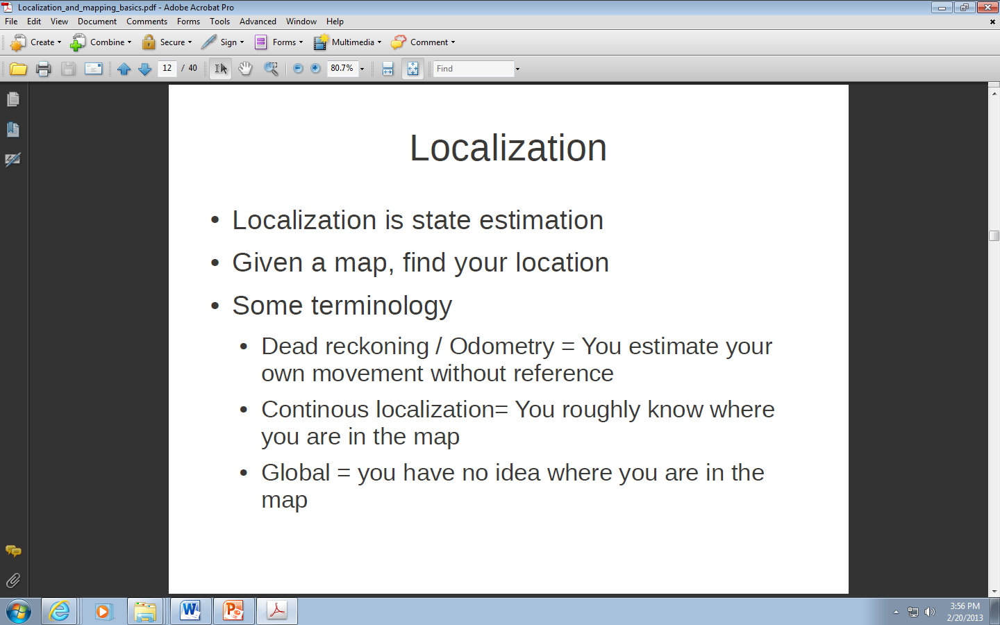 Localization_and_mapping_basics.pdf - Adobe Acrobat Pro
File Edit View Document Comments Forms Tools Advanced Window Help
Create Combine Secure Sign Forms Multimedia Comment
12 / 40 80.7% Find
Localization
• Localization is state estimation
• Given a map, find your location
• Some terminology
• Dead reckoning / Odometry = You estimate your
own movement without reference
• Continous localization= You roughly know where
you are in the map
• Global = you have no idea where you are in the
map
3:56 PM
2/20/2013